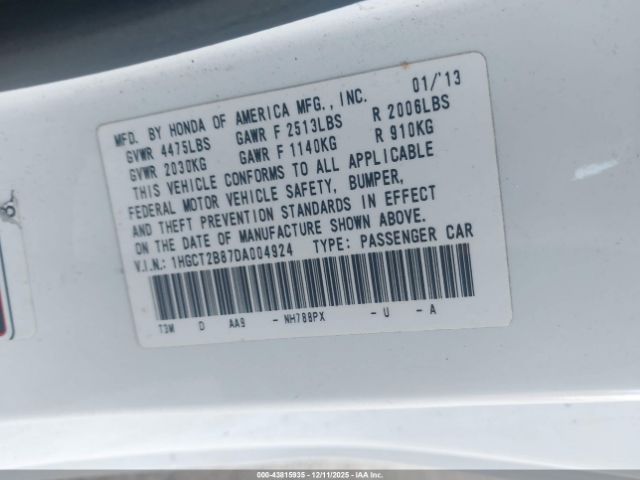 MFD. BY HONDA OF AMERICA MFG., INC. 01/'13
GVWR 4475LBS GAWR F 2513LBS R 2006LBS
GVWR 2030KG GAWR F 1140KG R 910KG
THIS VEHICLE CONFORMS TO ALL APPLICABLE
FEDERAL MOTOR VEHICLE SAFETY, BUMPER,
AND THEFT PREVENTION STANDARDS IN EFFECT
ON THE DATE OF MANUFACTURE SHOWN ABOVE.
V.I.N.: 1HGCT2B87DA004924 TYPE: PASSENGER CAR
T3M D AA9 - NH788PX - U - A
000-43815935 - 12/11/2025 - IAA Inc.